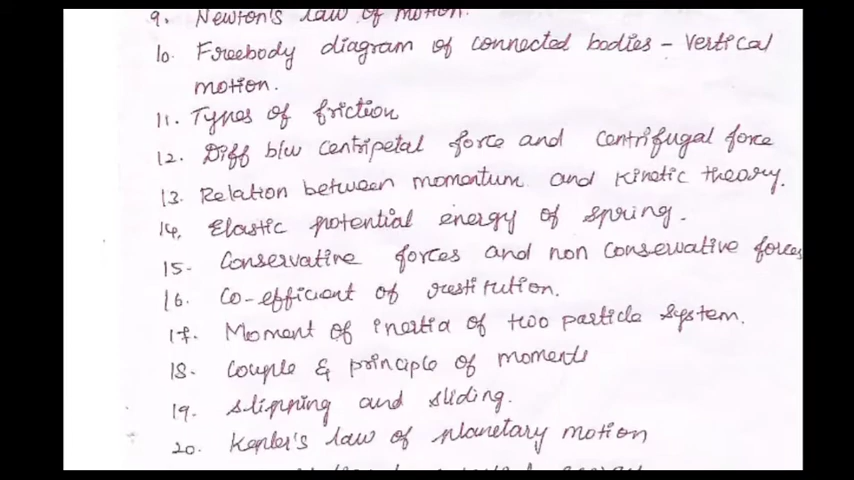 9. Newton's law of motion.
10. Freebody diagram of connected bodies - vertical
motion.
11. Types of friction
12. Diff b/w centripetal force and centrifugal force
13. Relation between momentum and kinetic theory.
14. Elastic potential energy of spring.
15. Conservative forces and non conservative forces
16. Co-efficient of restitution.
17. Moment of inertia of two particle system.
18. Couple & principle of moments
19. slipping and sliding.
20. Kepler's law of planetary motion